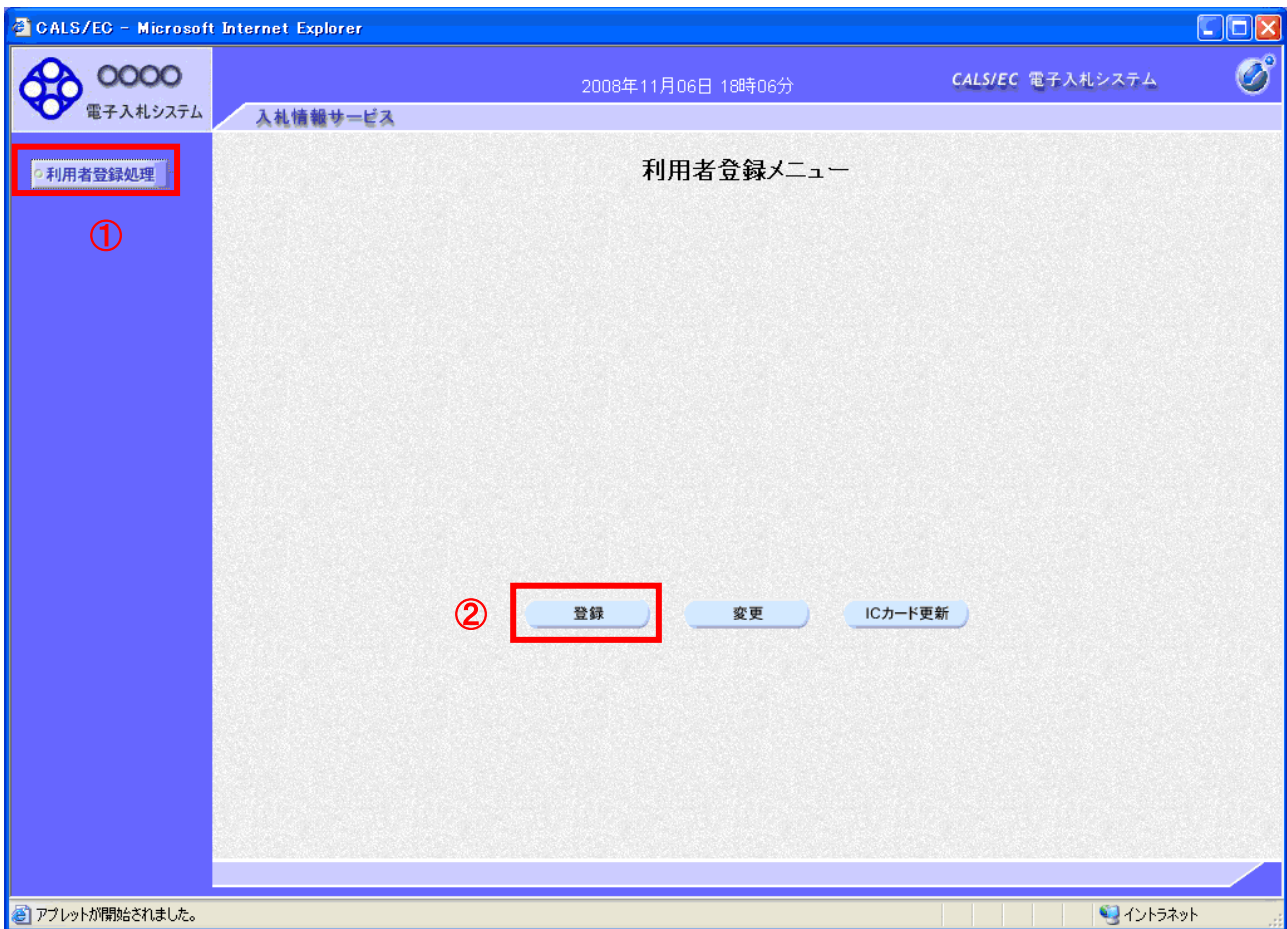 CALS/EC - Microsoft Internet Explorer
○○○○
電子入札システム
2008年11月06日 18時06分
CALS/EC 電子入札システム
入札情報サービス
利用者登録処理
①
利用者登録メニュー
②
登録
変更
ICカード更新
アプレットが開始されました。
イントラネット